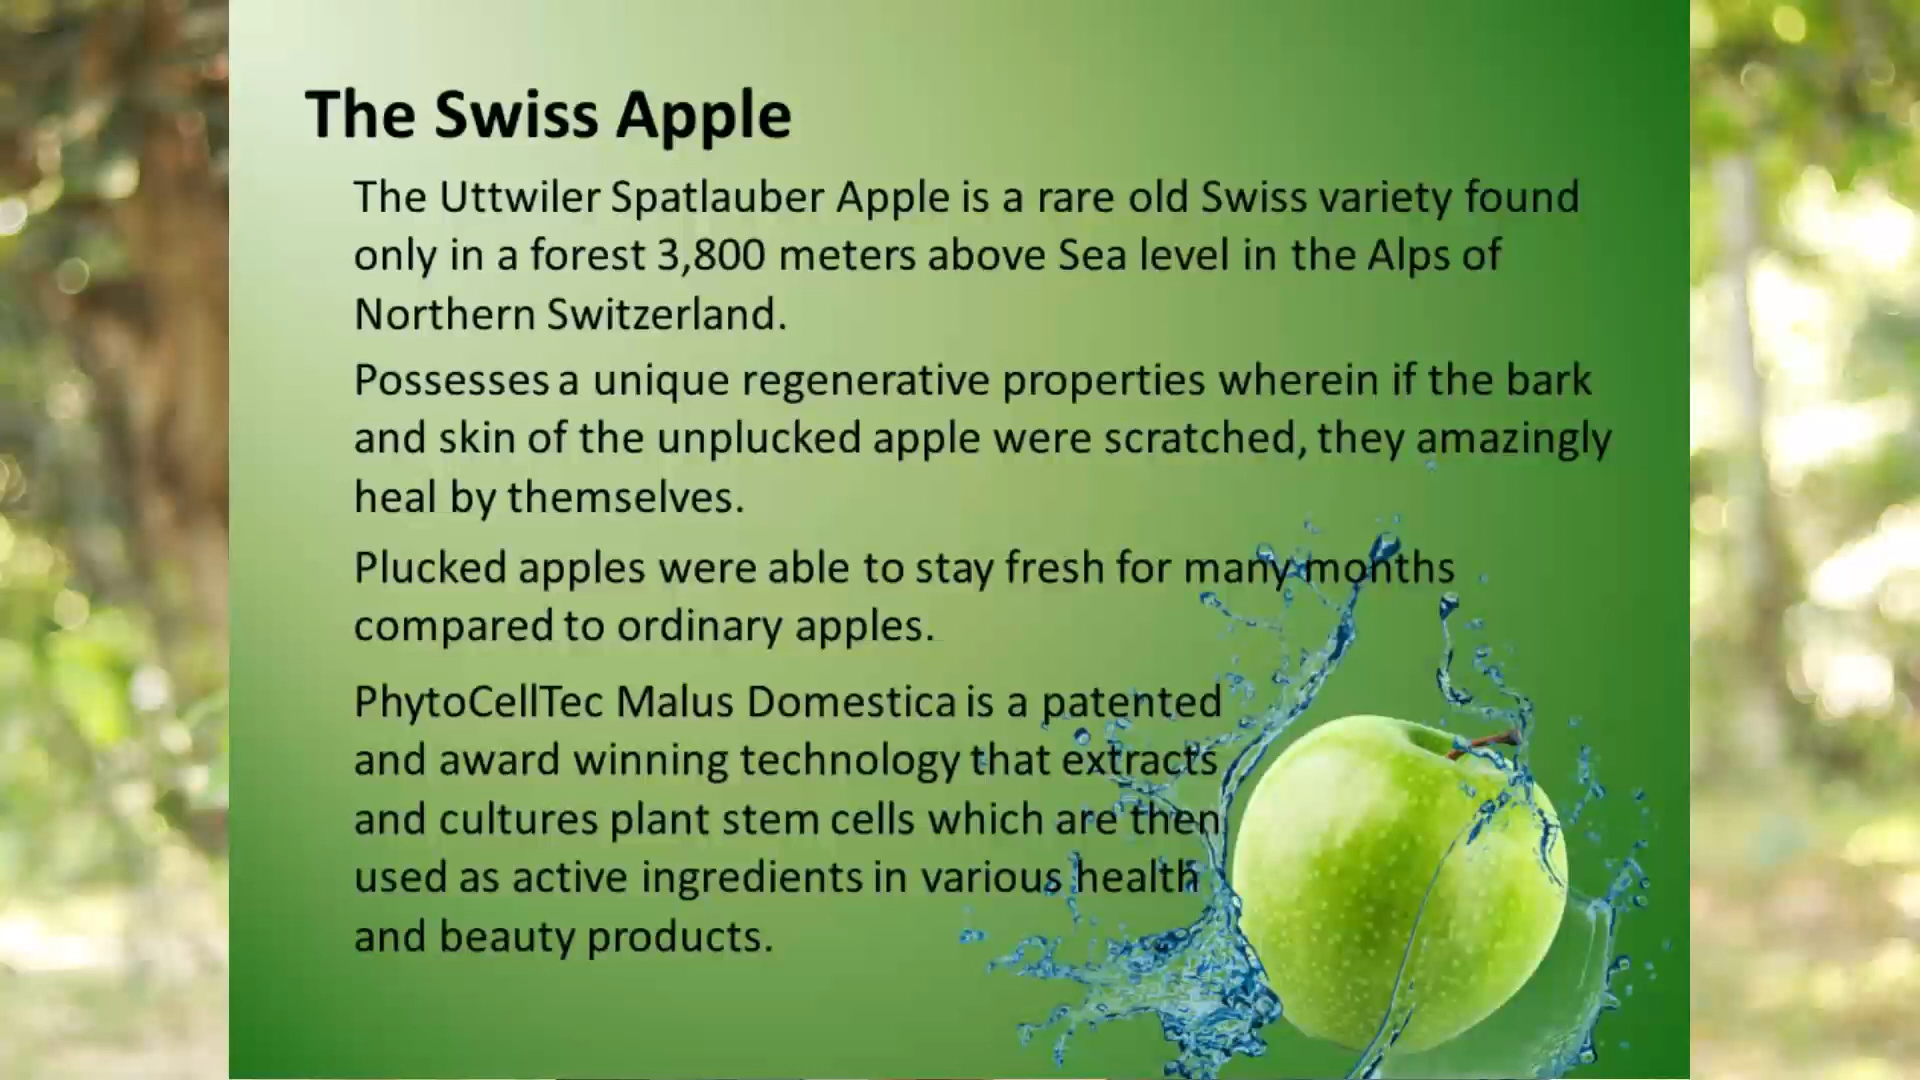 The Swiss Apple
The Uttwiler Spatlauber Apple is a rare old Swiss variety found
only in a forest 3,800 meters above Sea level in the Alps of
Northern Switzerland.
Possesses a unique regenerative properties wherein if the bark
and skin of the unplucked apple were scratched, they amazingly
heal by themselves.
Plucked apples were able to stay fresh for many months
compared to ordinary apples.
PhytoCellTec Malus Domestica is a patented
and award winning technology that extracts
and cultures plant stem cells which are then
used as active ingredients in various health
and beauty products.